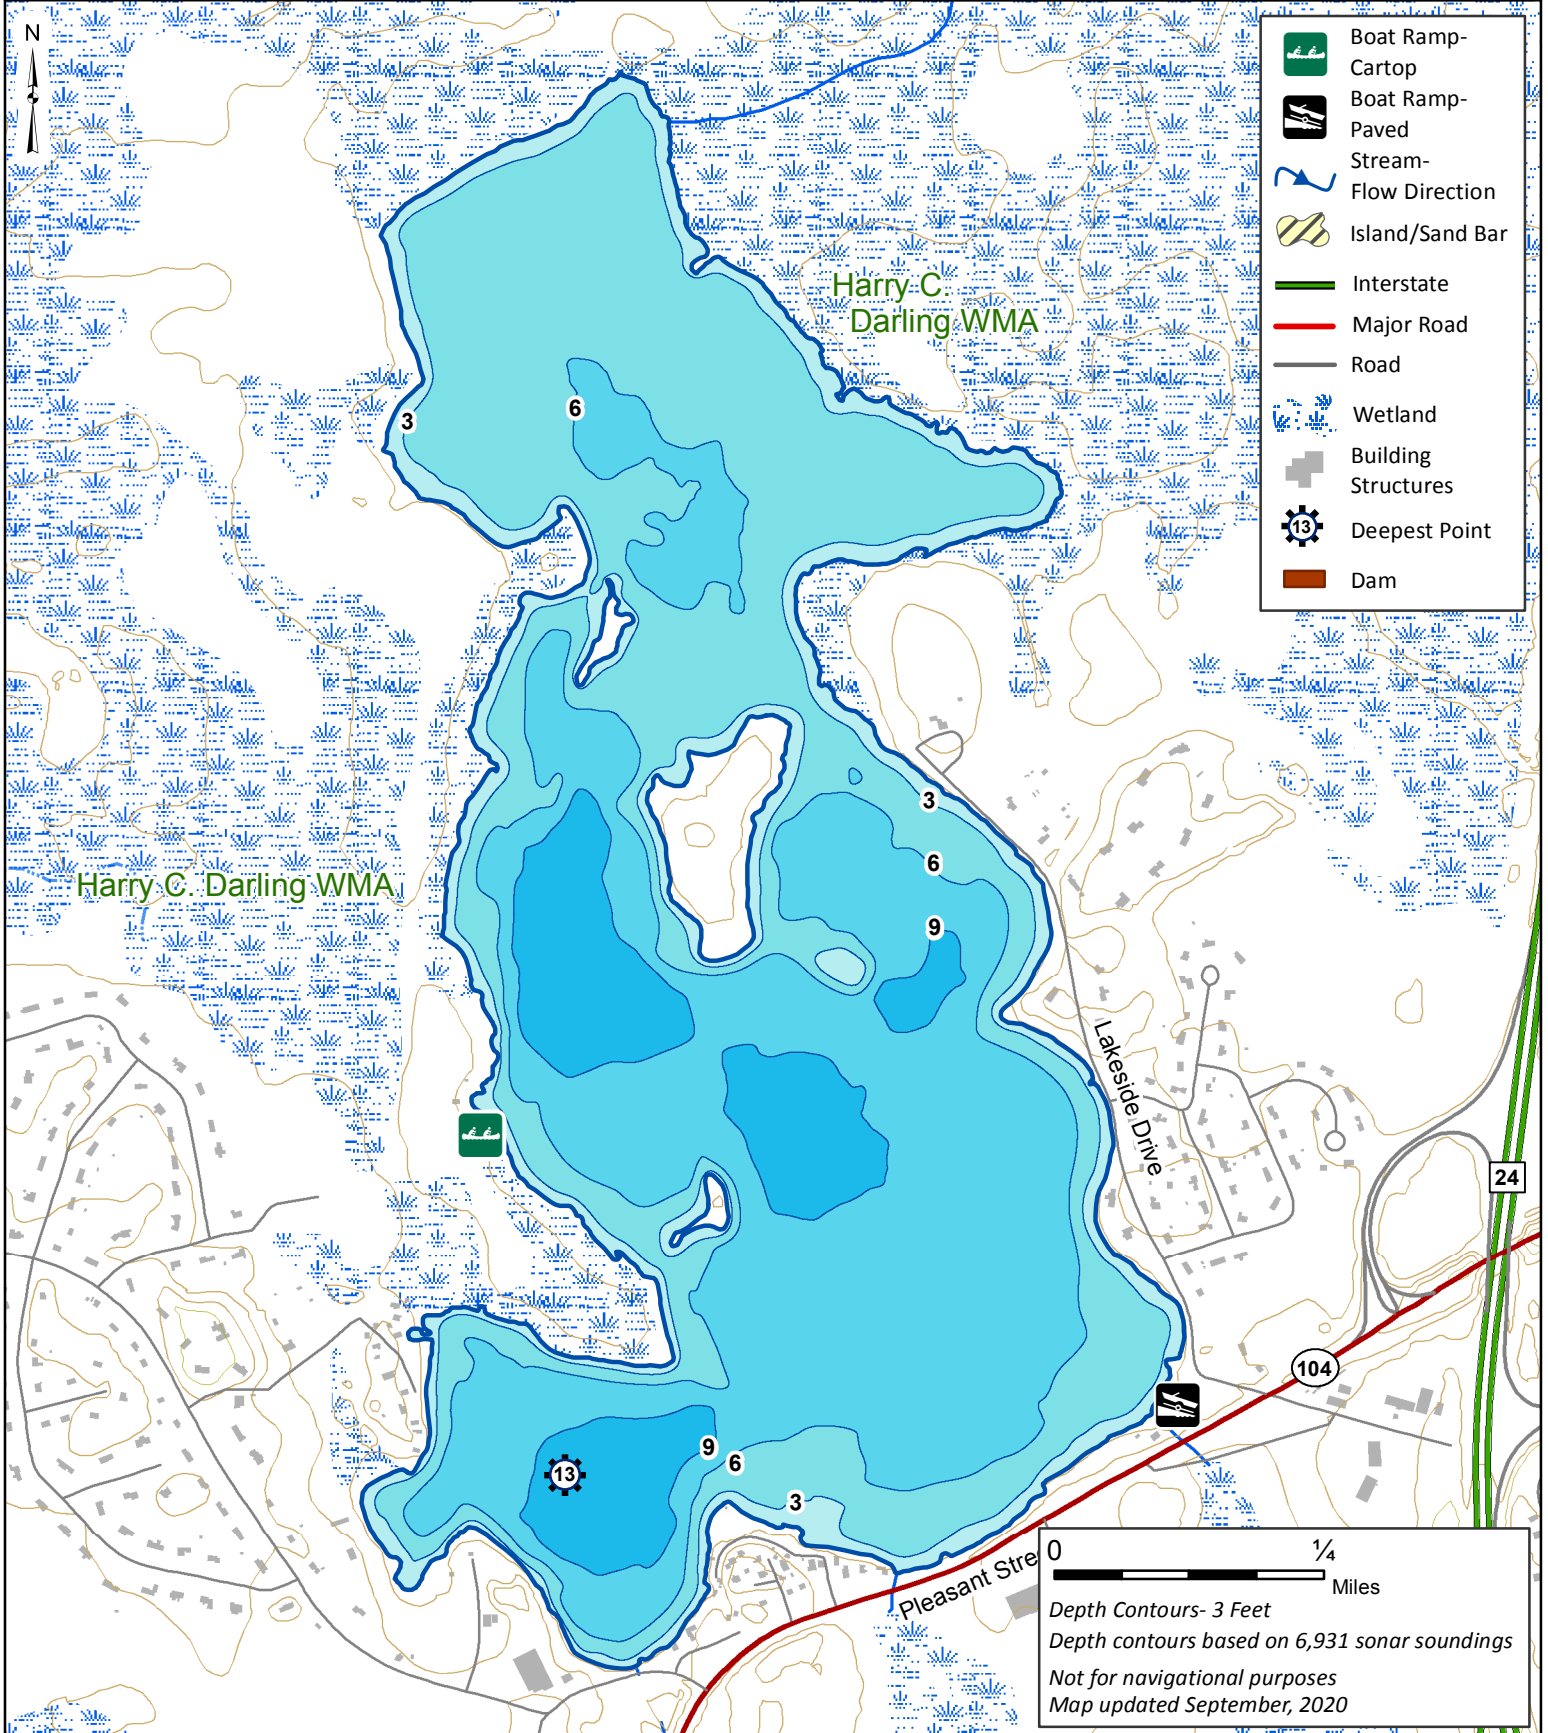 N
Boat Ramp-
Cartop
Boat Ramp-
Paved
Stream-
Flow Direction
Island/Sand Bar
Interstate
Major Road
Road
Wetland
Building
Structures
13
Deepest Point
Dam
Harry C.
Darling WMA
3
6
3
6
Harry C. Darling WMA
9
Lakeside Drive
24
104
9
6
13
3
Pleasant Stre
0 ¼
Miles
Depth Contours- 3 Feet
Depth contours based on 6,931 sonar soundings
Not for navigational purposes
Map updated September, 2020